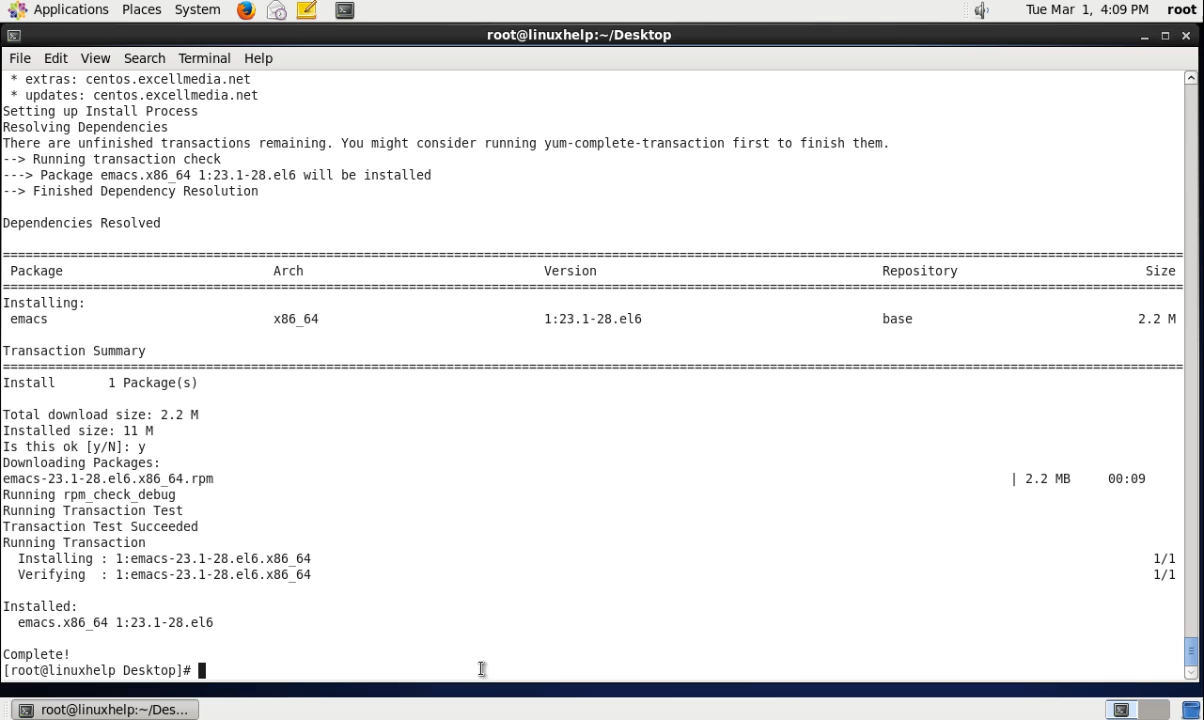 Applications Places System Tue Mar 1, 4:09 PM root
root@linuxhelp:~/Desktop
File Edit View Search Terminal Help
* extras: centos.excellmedia.net
* updates: centos.excellmedia.net
Setting up Install Process
Resolving Dependencies
There are unfinished transactions remaining. You might consider running yum-complete-transaction first to finish them.
--> Running transaction check
---> Package emacs.x86_64 1:23.1-28.el6 will be installed
--> Finished Dependency Resolution
Dependencies Resolved
================================================================================
Package Arch Version Repository Size
================================================================================
Installing:
emacs x86_64 1:23.1-28.el6 base 2.2 M
Transaction Summary
================================================================================
Install 1 Package(s)
Total download size: 2.2 M
Installed size: 11 M
Is this ok [y/N]: y
Downloading Packages:
emacs-23.1-28.el6.x86_64.rpm | 2.2 MB 00:09
Running rpm_check_debug
Running Transaction Test
Transaction Test Succeeded
Running Transaction
Installing : 1:emacs-23.1-28.el6.x86_64 1/1
Verifying : 1:emacs-23.1-28.el6.x86_64 1/1
Installed:
emacs.x86_64 1:23.1-28.el6
Complete!
[root@linuxhelp Desktop]#
root@linuxhelp:~/Des...